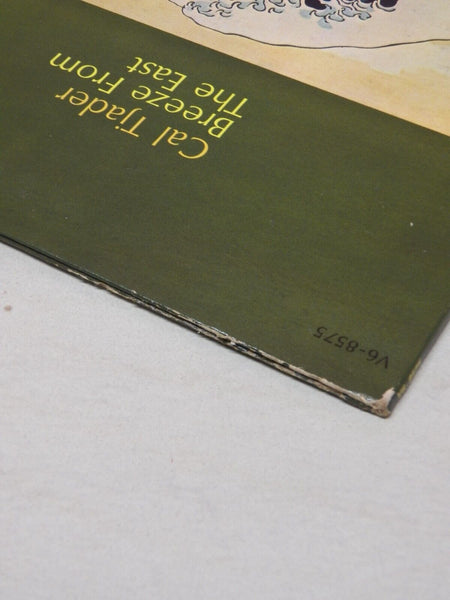 Cal Tjader
Breeze From
The East
V6-8575